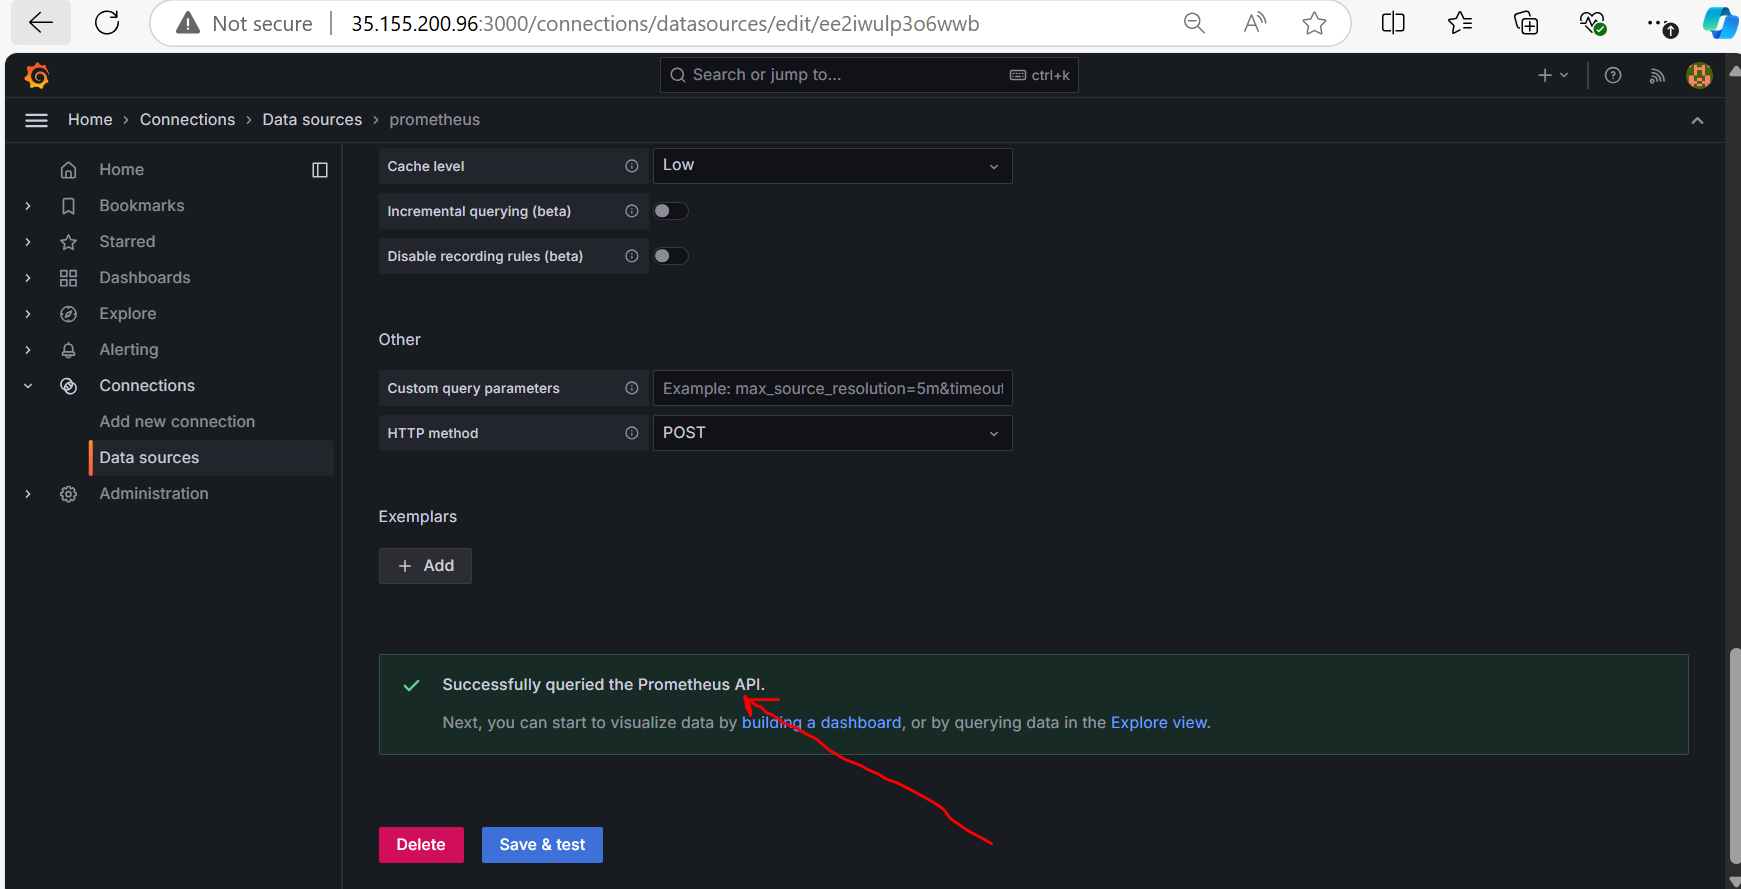 Not secure 35.155.200.96:3000/connections/datasources/edit/ee2iwulp3o6wwb
Search or jump to... ctrl+k
Home > Connections > Data sources > prometheus
Home
Bookmarks
Starred
Dashboards
Explore
Alerting
Connections
Add new connection
Data sources
Administration
Cache level Low
Incremental querying (beta)
Disable recording rules (beta)
Other
Custom query parameters Example: max_source_resolution=5m&timeout
HTTP method POST
Exemplars
+ Add
Successfully queried the Prometheus API.
Next, you can start to visualize data by building a dashboard, or by querying data in the Explore view.
Delete Save & test